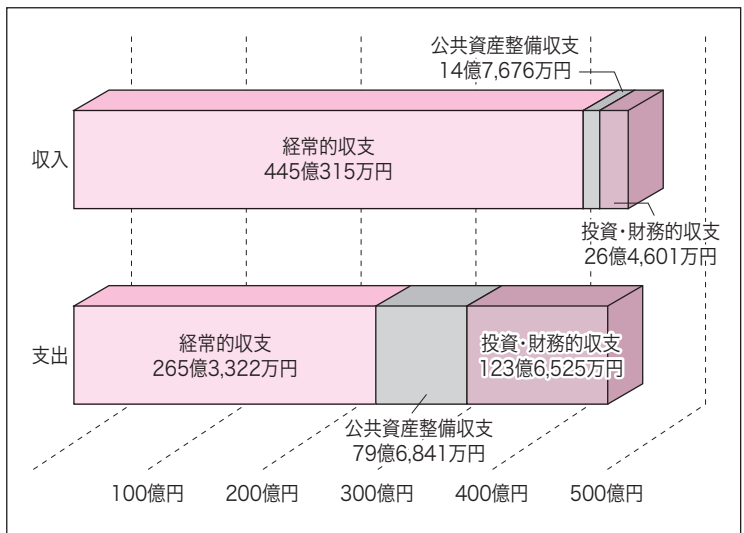 公共資産整備収支
14億7,676万円
収入
経常的収支
445億315万円
投資・財務的収支
26億4,601万円
支出
経常的収支
265億3,322万円
投資・財務的収支
123億6,525万円
公共資産整備収支
79億6,841万円
100億円 200億円 300億円 400億円 500億円